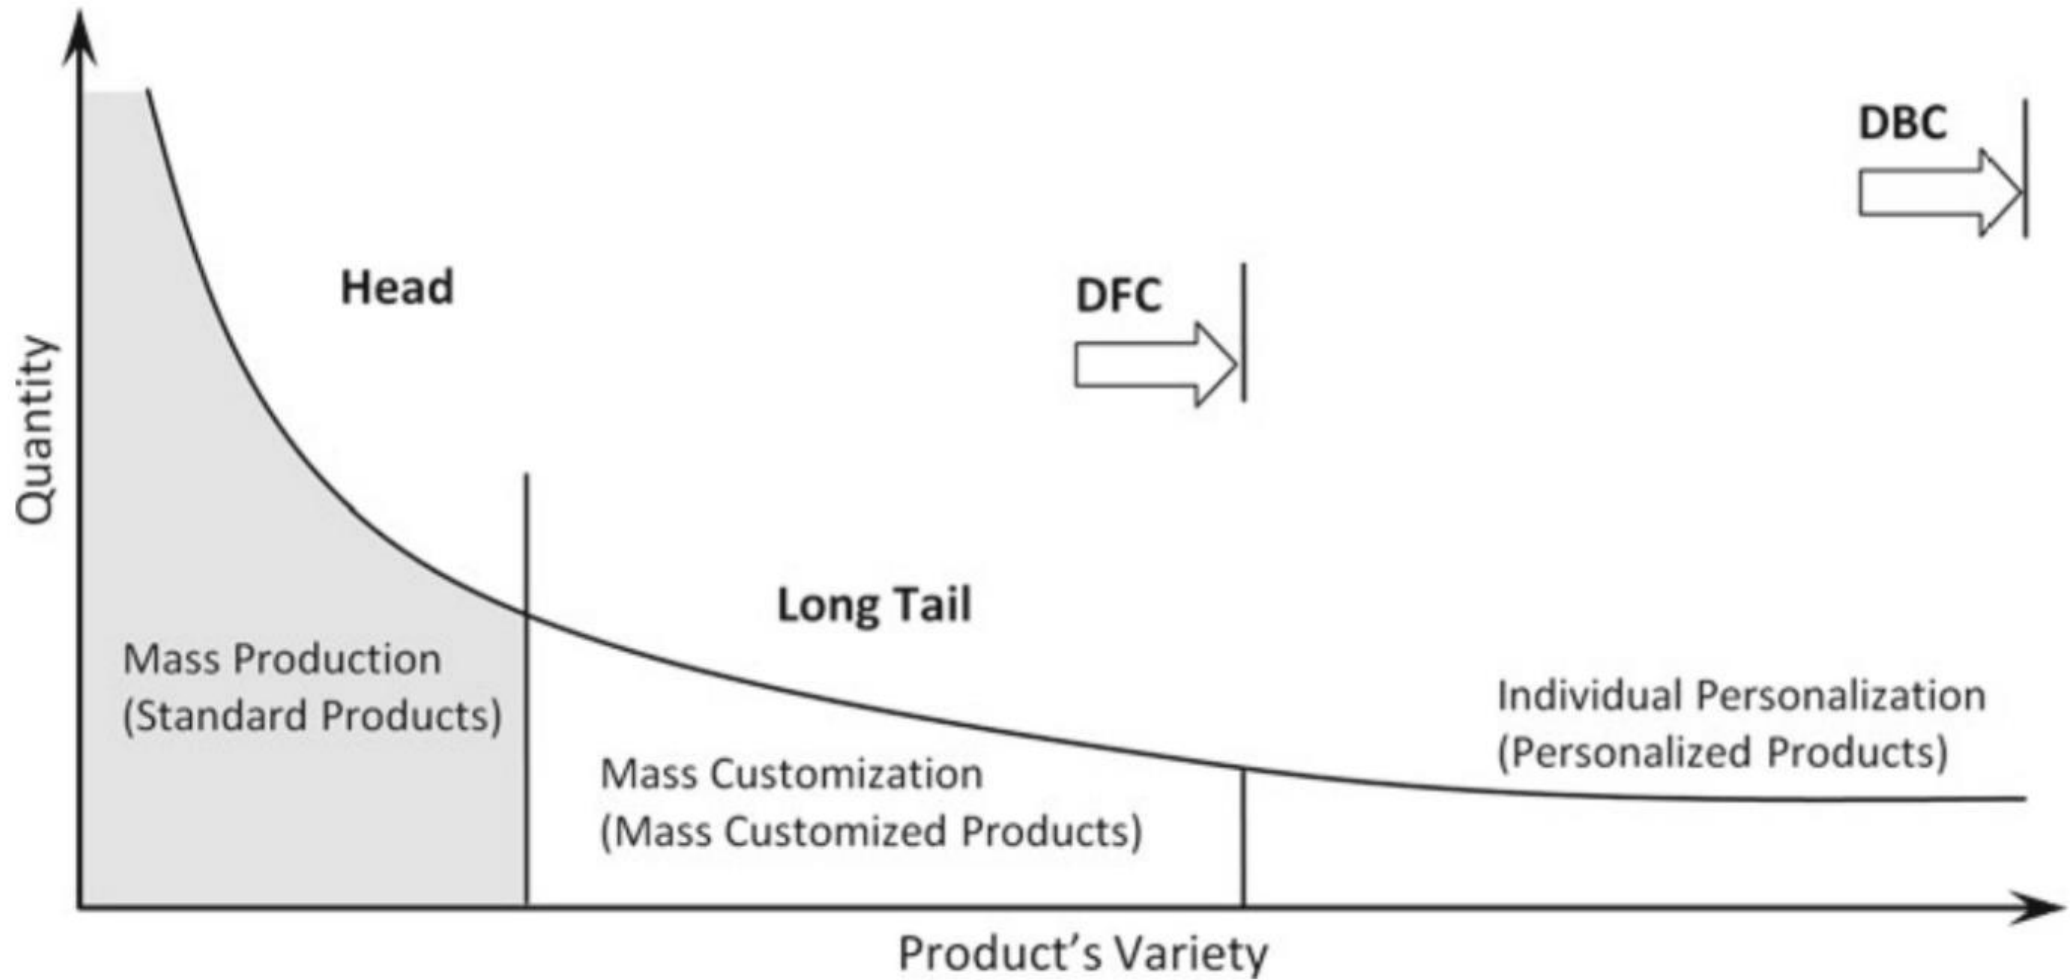 DBC
Head
DFC
Quantity
Long Tail
Mass Production
(Standard Products)
Individual Personalization
(Personalized Products)
Mass Customization
(Mass Customized Products)
Product’s Variety